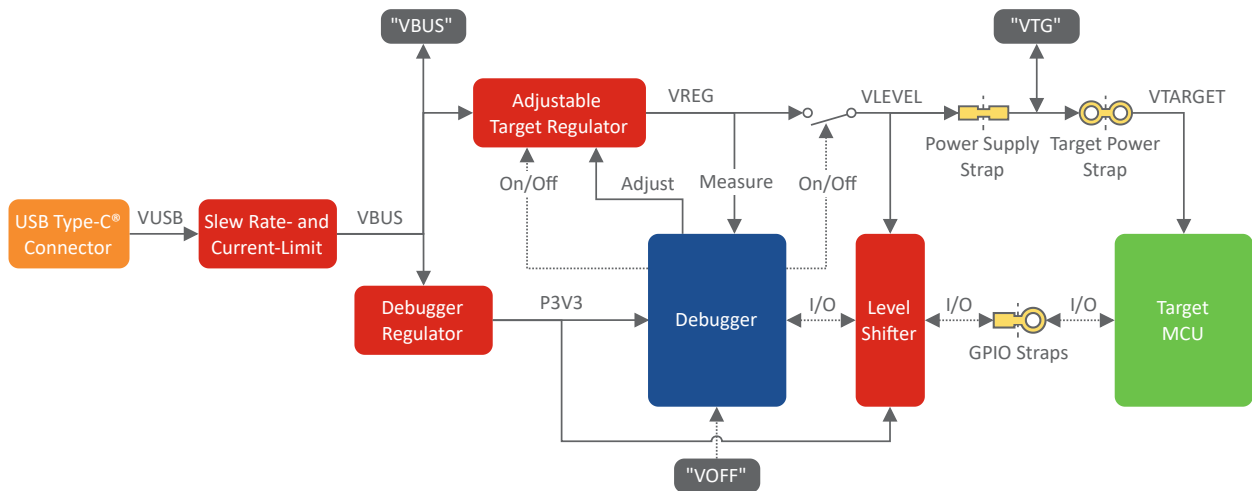 "VBUS"
"VTG"
Adjustable
Target Regulator
VREG
VLEVEL
VTARGET
Power Supply
Strap
Target Power
Strap
On/Off
Adjust
Measure
On/Off
USB Type-C®
Connector
VUSB
Slew Rate- and
Current-Limit
VBUS
Debugger
Regulator
P3V3
Debugger
I/O
Level
Shifter
I/O
GPIO Straps
I/O
Target
MCU
"VOFF"